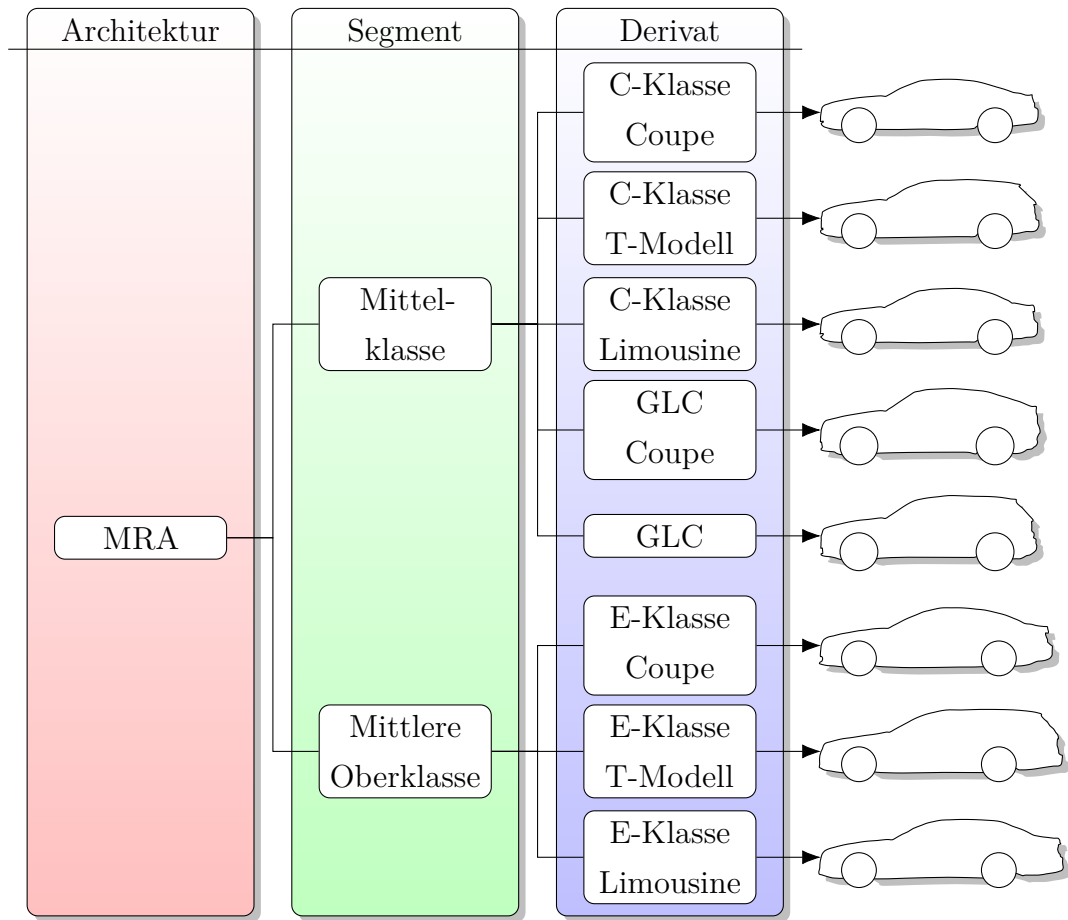 Architektur
Segment
Derivat
C-Klasse
Coupe
C-Klasse
T-Modell
Mittel-
klasse
C-Klasse
Limousine
GLC
Coupe
MRA
GLC
E-Klasse
Coupe
Mittlere
Oberklasse
E-Klasse
T-Modell
E-Klasse
Limousine